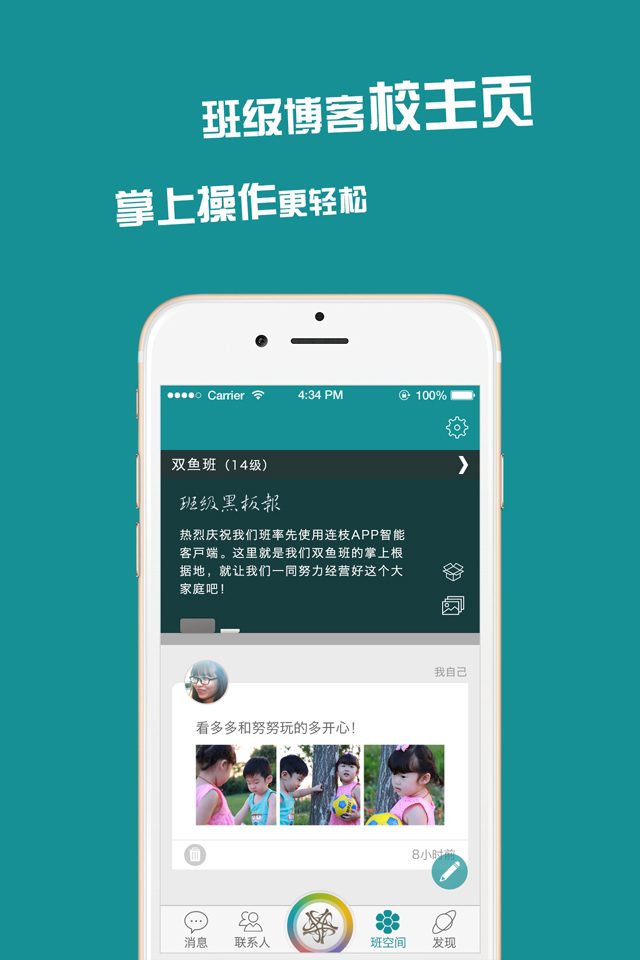 班级博客校主页
掌上操作更轻松
Carrier
4:34 PM
100%
双鱼班（14级）
班级黑板報
热烈庆祝我们班率先使用连枝APP智能
客戸端。这里就是我们双鱼班的掌上根
据地，就让我们一同努力经营好这个大
家庭吧！
我自己
看多多和努努玩的多开心！
8小时前
消息
联系人
班空间
发现